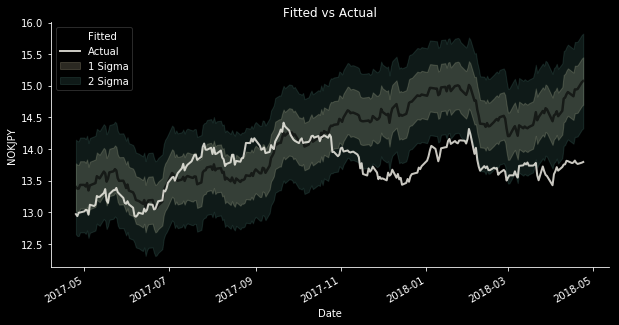 Fitted vs Actual
16.0
15.5
15.0
14.5
14.0
13.5
13.0
12.5
NOKJPY
Fitted
Actual
1 Sigma
2 Sigma
2017-05
2017-07
2017-09
2017-11
2018-01
2018-03
2018-05
Date